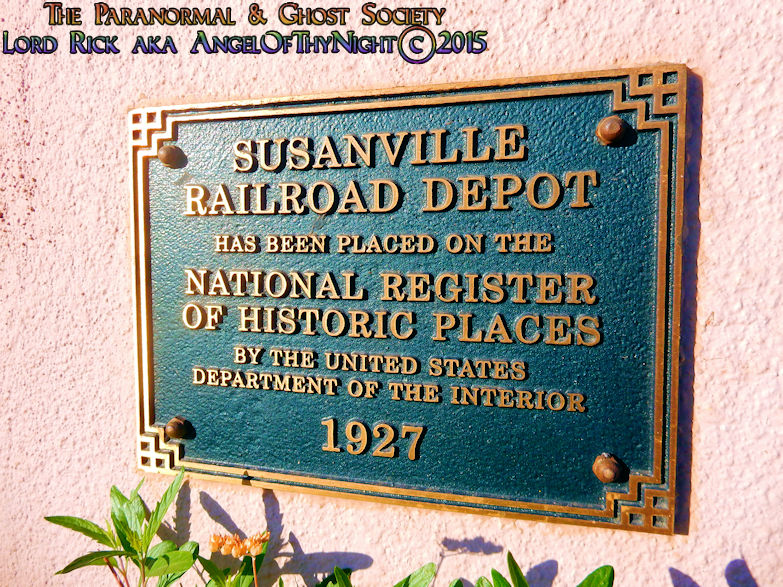 The Paranormal & Ghost Society
Lord Rick aka AngelOfThyNight©2015
SUSANVILLE
RAILROAD DEPOT
HAS BEEN PLACED ON THE
NATIONAL REGISTER
OF HISTORIC PLACES
BY THE UNITED STATES
DEPARTMENT OF THE INTERIOR
1927